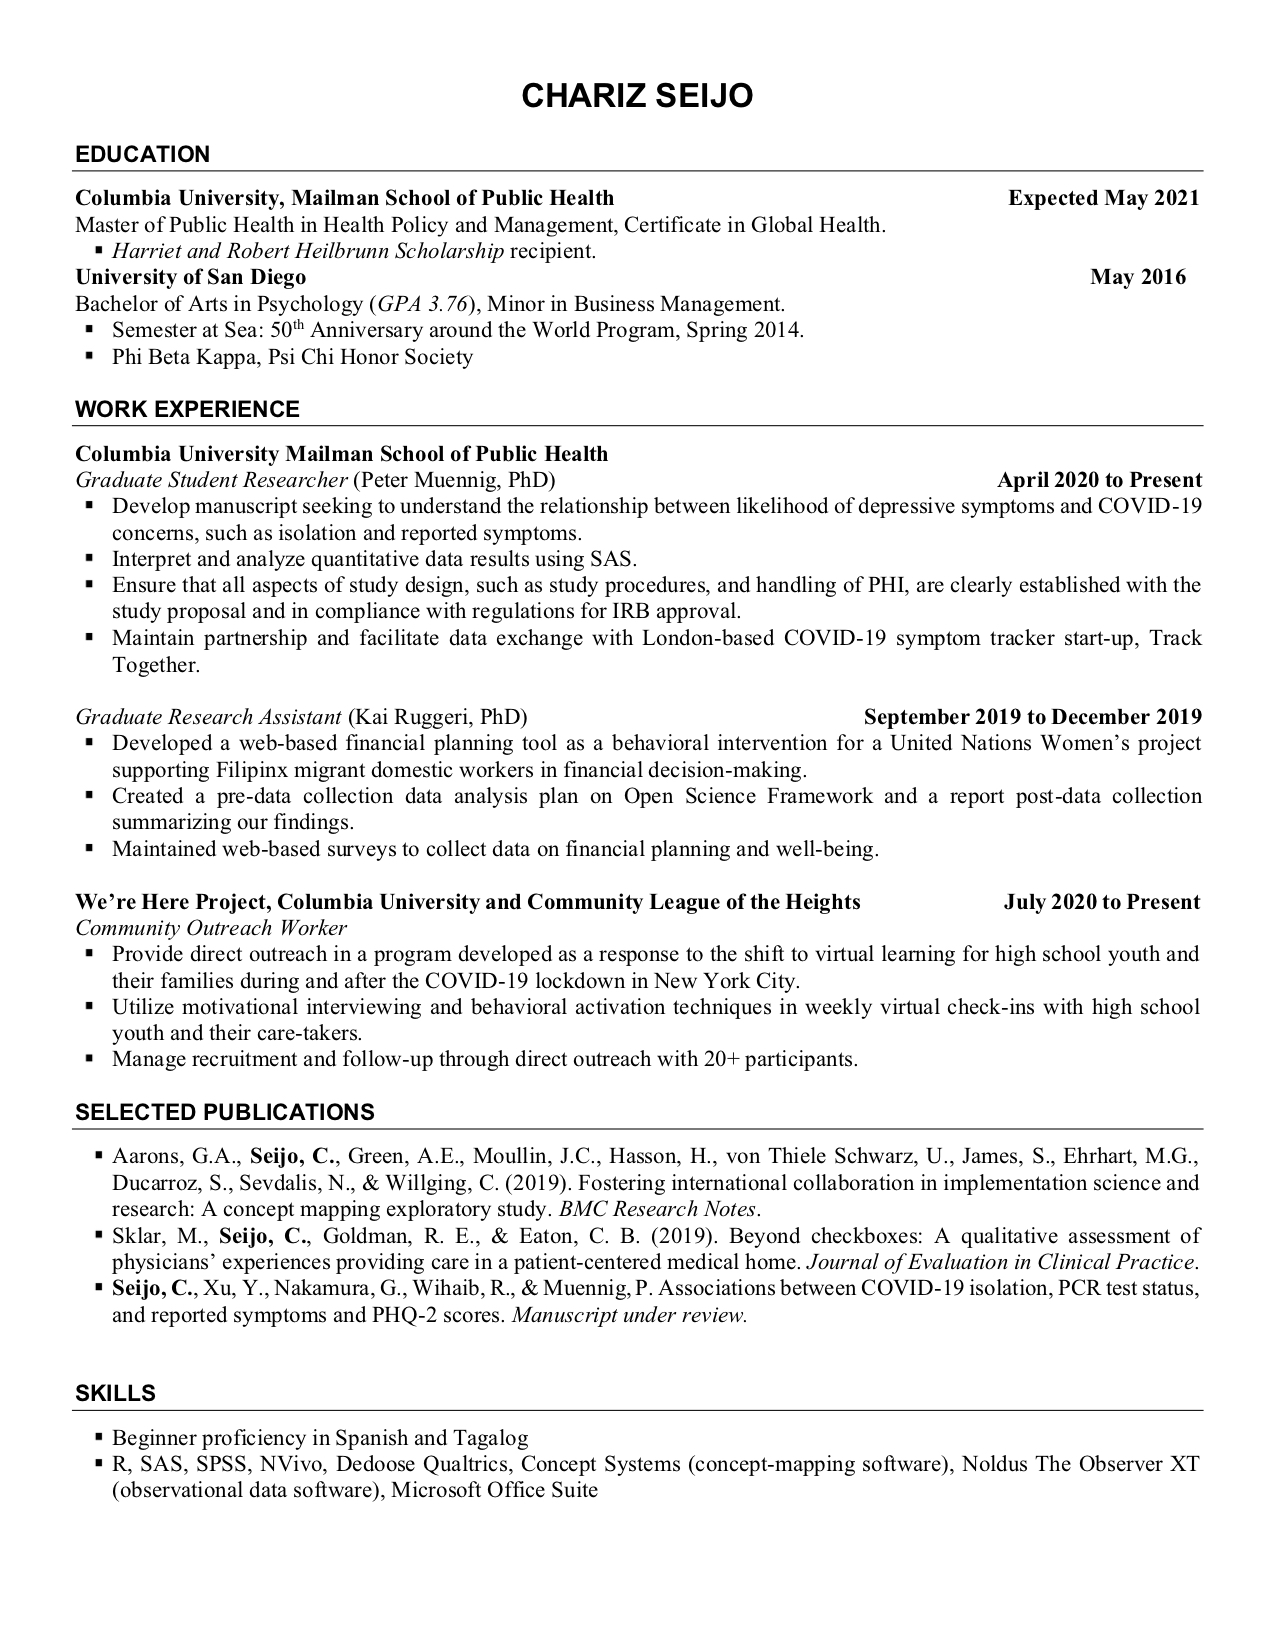 CHARIZ SEIJO
EDUCATION
Columbia University, Mailman School of Public Health Expected May 2021
Master of Public Health in Health Policy and Management, Certificate in Global Health.
▪ Harriet and Robert Heilbrunn Scholarship recipient.
University of San Diego May 2016
Bachelor of Arts in Psychology (GPA 3.76), Minor in Business Management.
▪ Semester at Sea: 50th Anniversary around the World Program, Spring 2014.
▪ Phi Beta Kappa, Psi Chi Honor Society
WORK EXPERIENCE
Columbia University Mailman School of Public Health
Graduate Student Researcher (Peter Muennig, PhD) April 2020 to Present
▪ Develop manuscript seeking to understand the relationship between likelihood of depressive symptoms and COVID-19
concerns, such as isolation and reported symptoms.
▪ Interpret and analyze quantitative data results using SAS.
▪ Ensure that all aspects of study design, such as study procedures, and handling of PHI, are clearly established with the
study proposal and in compliance with regulations for IRB approval.
▪ Maintain partnership and facilitate data exchange with London-based COVID-19 symptom tracker start-up, Track
Together.
Graduate Research Assistant (Kai Ruggeri, PhD) September 2019 to December 2019
▪ Developed a web-based financial planning tool as a behavioral intervention for a United Nations Women’s project
supporting Filipinx migrant domestic workers in financial decision-making.
▪ Created a pre-data collection data analysis plan on Open Science Framework and a report post-data collection
summarizing our findings.
▪ Maintained web-based surveys to collect data on financial planning and well-being.
We’re Here Project, Columbia University and Community League of the Heights July 2020 to Present
Community Outreach Worker
▪ Provide direct outreach in a program developed as a response to the shift to virtual learning for high school youth and
their families during and after the COVID-19 lockdown in New York City.
▪ Utilize motivational interviewing and behavioral activation techniques in weekly virtual check-ins with high school
youth and their care-takers.
▪ Manage recruitment and follow-up through direct outreach with 20+ participants.
SELECTED PUBLICATIONS
▪ Aarons, G.A., Seijo, C., Green, A.E., Moullin, J.C., Hasson, H., von Thiele Schwarz, U., James, S., Ehrhart, M.G.,
Ducarroz, S., Sevdalis, N., & Willging, C. (2019). Fostering international collaboration in implementation science and
research: A concept mapping exploratory study. BMC Research Notes.
▪ Sklar, M., Seijo, C., Goldman, R. E., & Eaton, C. B. (2019). Beyond checkboxes: A qualitative assessment of
physicians’ experiences providing care in a patient-centered medical home. Journal of Evaluation in Clinical Practice.
▪ Seijo, C., Xu, Y., Nakamura, G., Wihaib, R., & Muennig, P. Associations between COVID-19 isolation, PCR test status,
and reported symptoms and PHQ-2 scores. Manuscript under review.
SKILLS
▪ Beginner proficiency in Spanish and Tagalog
▪ R, SAS, SPSS, NVivo, Dedoose Qualtrics, Concept Systems (concept-mapping software), Noldus The Observer XT
(observational data software), Microsoft Office Suite